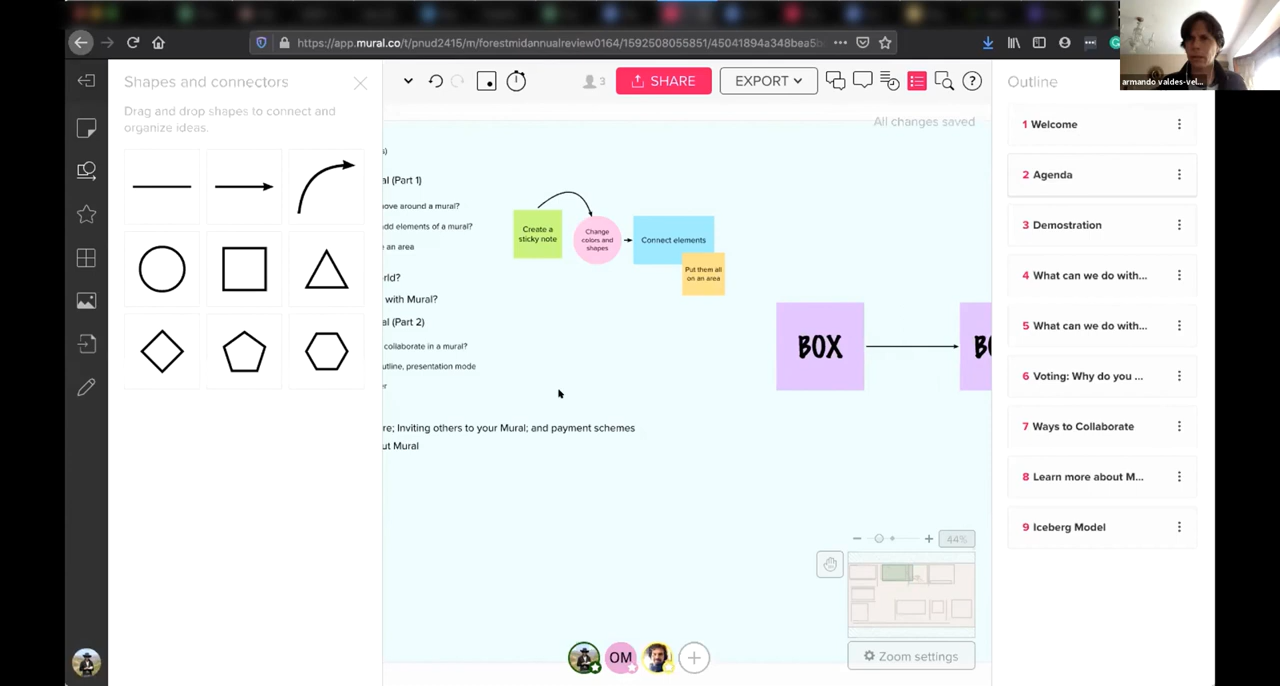 https://app.mural.co/t/pnud2415/m/forestmidannualreview0164/1592508055851/45041894a348bea5b
armando valdes-vel...
Shapes and connectors
Drag and drop shapes to connect and
organize ideas.
3
SHARE
EXPORT
All changes saved
s)
al (Part 1)
ove around a mural?
add elements of a mural?
e an area
rld?
with Mural?
al (Part 2)
collaborate in a mural?
utline, presentation mode
er
re; Inviting others to your Mural; and payment schemes
ut Mural
Create a
sticky note
Change
colors and
shapes
Connect elements
Put them all
on an area
BOX
BO
44%
Zoom settings
OM
Outline
1 Welcome
2 Agenda
3 Demostration
4 What can we do with...
5 What can we do with...
6 Voting: Why do you ...
7 Ways to Collaborate
8 Learn more about M...
9 Iceberg Model